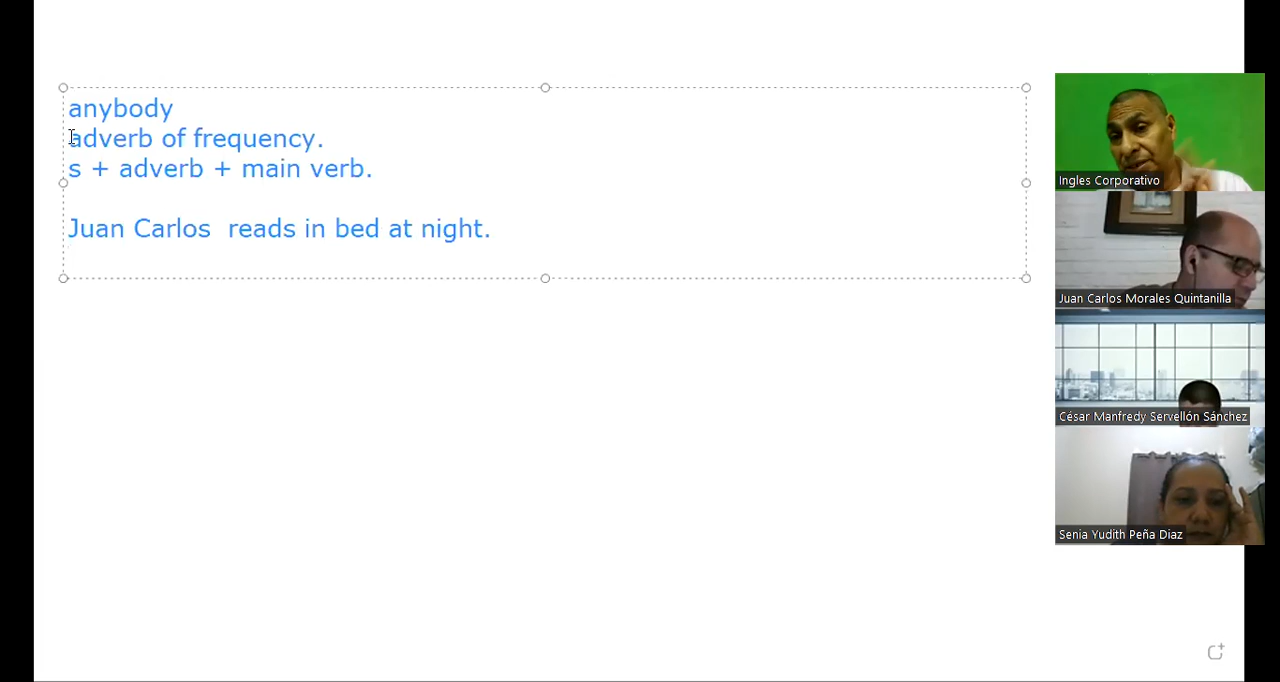 anybody
adverb of frequency.
s + adverb + main verb.
Juan Carlos  reads in bed at night.
Ingles Corporativo
Juan Carlos Morales Quintanilla
César Manfredy Servellón Sánchez
Senia Yudith Peña Diaz